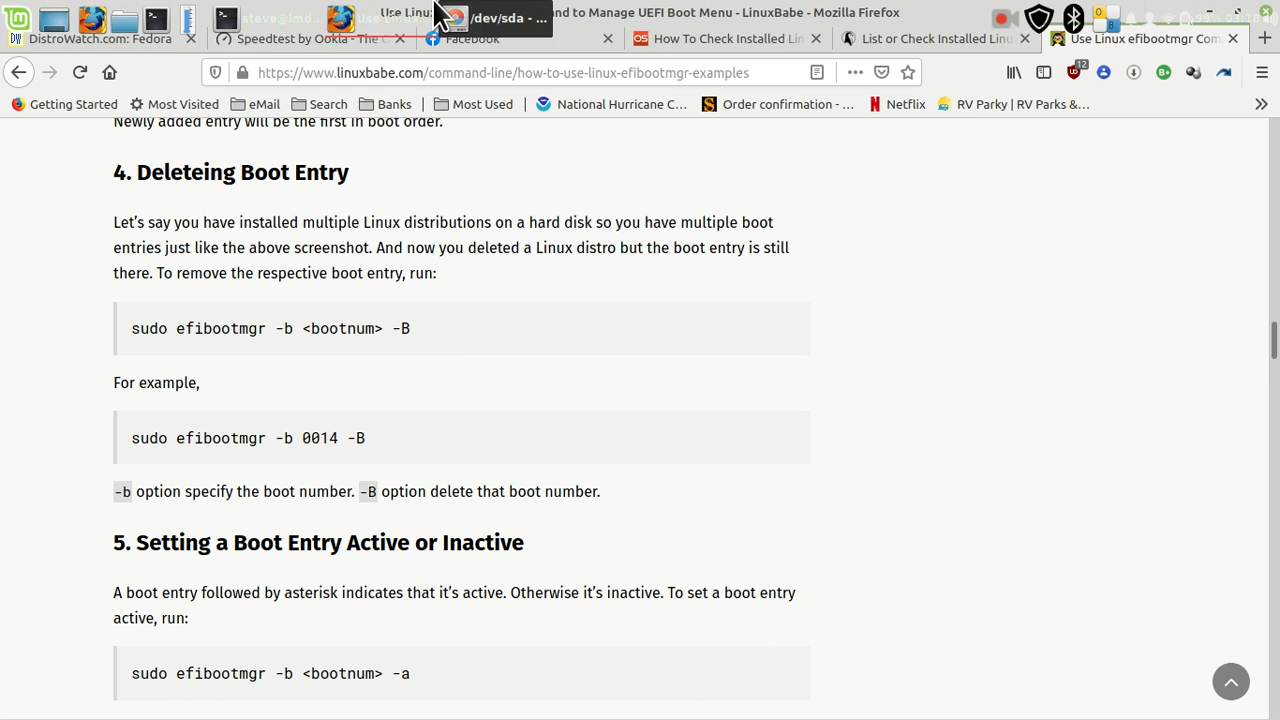 steve@lmd...
Use Linux
/dev/sda - ...
and to Manage UEFI Boot Menu - LinuxBabe - Mozilla Firefox
DistroWatch.com: Fedora
Speedtest by Ookla - The
Facebook
How To Check Installed Lin
List or Check Installed Linu
Use Linux efibootmgr Com
https://www.linuxbabe.com/command-line/how-to-use-linux-efibootmgr-examples
12
Getting Started
Most Visited
eMail
Search
Banks
Most Used
National Hurricane C...
Order confirmation - ...
Netflix
RV Parky | RV Parks &...
Newly added entry will be the first in boot order.
4. Deleteing Boot Entry
Let's say you have installed multiple Linux distributions on a hard disk so you have multiple boot
entries just like the above screenshot. And now you deleted a Linux distro but the boot entry is still
there. To remove the respective boot entry, run:
sudo efibootmgr -b <bootnum> -B
For example,
sudo efibootmgr -b 0014 -B
-b option specify the boot number. -B option delete that boot number.
5. Setting a Boot Entry Active or Inactive
A boot entry followed by asterisk indicates that it's active. Otherwise it's inactive. To set a boot entry
active, run:
sudo efibootmgr -b <bootnum> -a